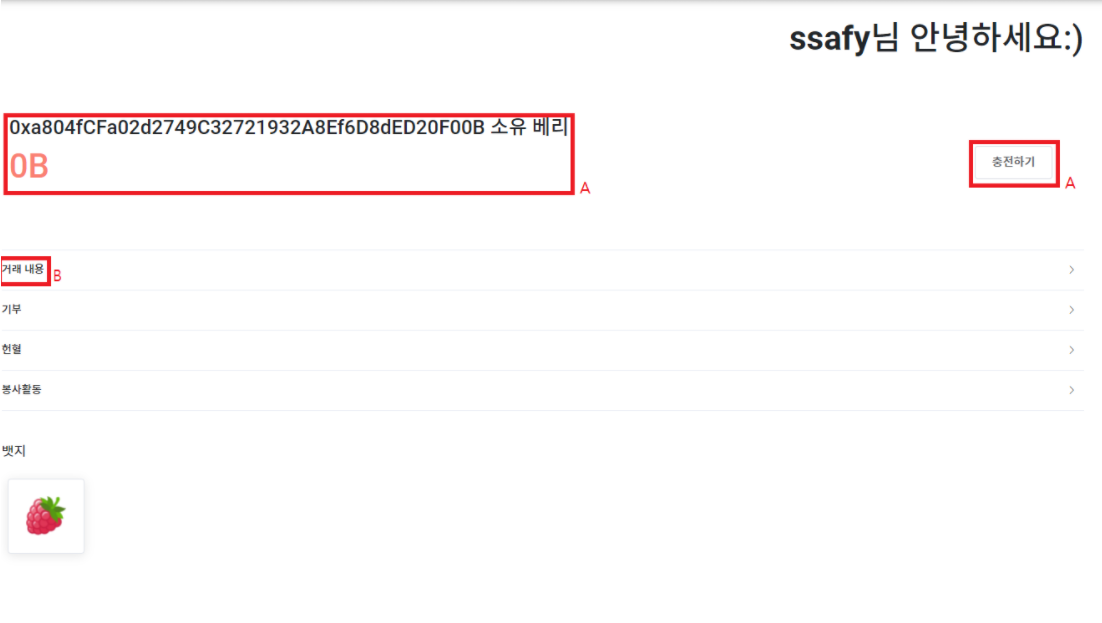 ssafy님 안녕하세요:)
0xa804fCFa02d2749C32721932A8Ef6D8dED20F00B 소유 베리
0B
A
충전하기
A
거래 내용
B
기부
헌혈
봉사활동
뱃지